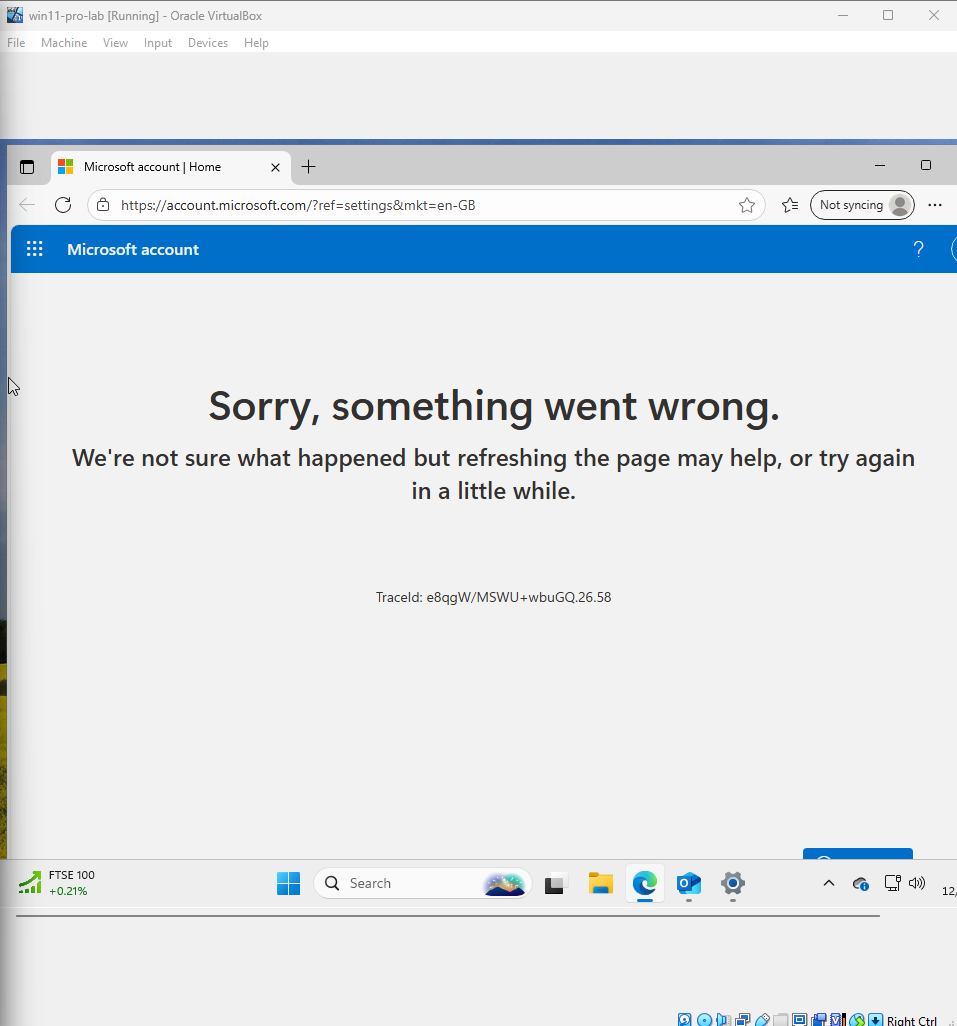 win11-pro-lab [Running] - Oracle VirtualBox
File Machine View Input Devices Help
Microsoft account | Home
https://account.microsoft.com/?ref=settings&mkt=en-GB
Not syncing
Microsoft account
?
Sorry, something went wrong.
We're not sure what happened but refreshing the page may help, or try again
in a little while.
TraceId: e8qgW/MSWU+wbuGQ.26.58
FTSE 100
+0.21%
Search
12/
Right Ctrl